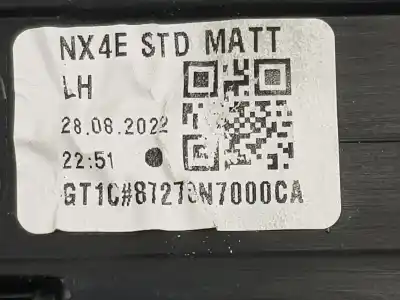 NX4E STD MATT
LH
28.08.2022
22:51
GT1C#87270N7000CA